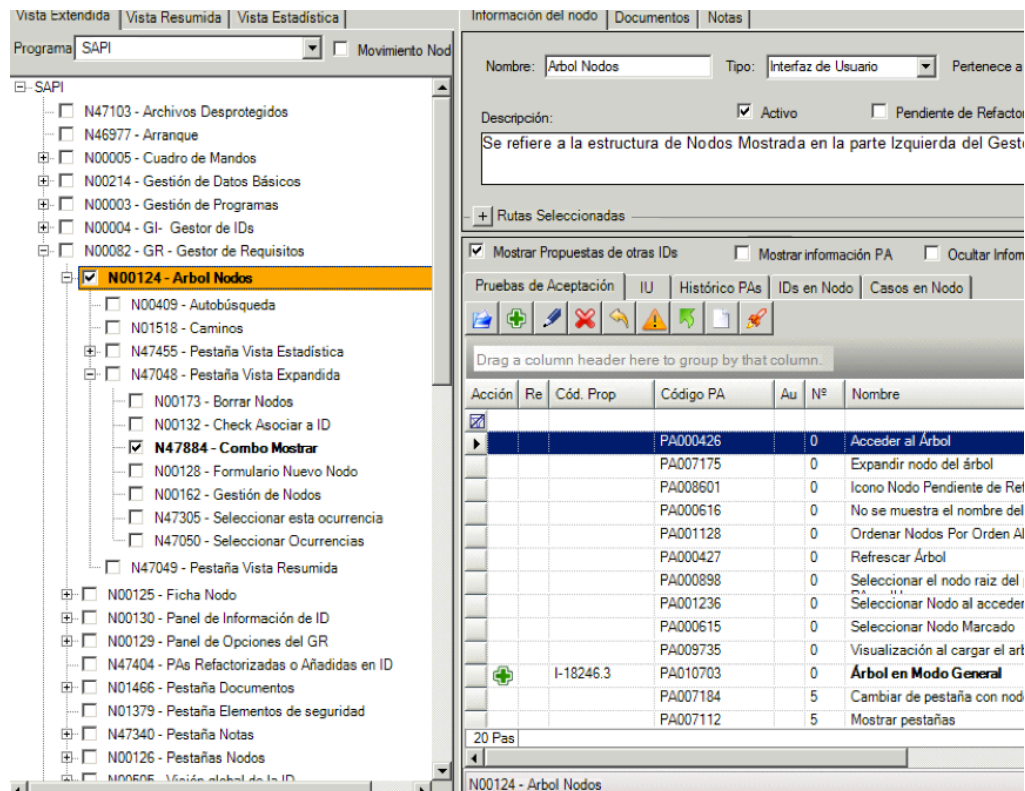 Vista Extendida Vista Resumida Vista Estadística
Programa SAPI Movimiento Nod
SAPI
N47103 - Archivos Desprotegidos
N46977 - Arranque
N00005 - Cuadro de Mandos
N00214 - Gestión de Datos Básicos
N00003 - Gestión de Programas
N00004 - GI- Gestor de IDs
N00082 - GR - Gestor de Requisitos
N00124 - Arbol Nodos
N00409 - Autobúsqueda
N01518 - Caminos
N47455 - Pestaña Vista Estadística
N47048 - Pestaña Vista Expandida
N00173 - Borrar Nodos
N00132 - Check Asociar a ID
N47884 - Combo Mostrar
N00128 - Formulario Nuevo Nodo
N00162 - Gestión de Nodos
N47305 - Seleccionar esta ocurrencia
N47050 - Seleccionar Ocurrencias
N47049 - Pestaña Vista Resumida
N00125 - Ficha Nodo
N00130 - Panel de Información de ID
N00129 - Panel de Opciones del GR
N47404 - PAs Refactorizadas o Añadidas en ID
N01466 - Pestaña Documentos
N01379 - Pestaña Elementos de seguridad
N47340 - Pestaña Notas
N00126 - Pestañas Nodos
N00505 - Visión global de la ID
Información del nodo Documentos Notas
Nombre: Arbol Nodos Tipo: Interfaz de Usuario Pertenece a
Descripción: Activo Pendiente de Refactor
Se refiere a la estructura de Nodos Mostrada en la parte Izquierda del Gesto
+ Rutas Seleccionadas
Mostrar Propuestas de otras IDs Mostrar información PA Ocultar Inform
Pruebas de Aceptación IU Histórico PAs IDs en Nodo Casos en Nodo
Drag a column header here to group by that column.
Acción Re Cód. Prop Código PA Au Nº Nombre
PA000426 0 Acceder al Árbol
PA007175 0 Expandir nodo del árbol
PA008601 0 Icono Nodo Pendiente de Ref
PA000616 0 No se muestra el nombre del
PA001128 0 Ordenar Nodos Por Orden Al
PA000427 0 Refrescar Árbol
PA000898 0 Seleccionar el nodo raiz del
PA001236 0 Seleccionar Nodo al acceder
PA000615 0 Seleccionar Nodo Marcado
PA009735 0 Visualización al cargar el arb
I-18246.3 PA010703 0 Árbol en Modo General
PA007184 5 Cambiar de pestaña con nodo
PA007112 5 Mostrar pestañas
20 Pas
N00124 - Arbol Nodos